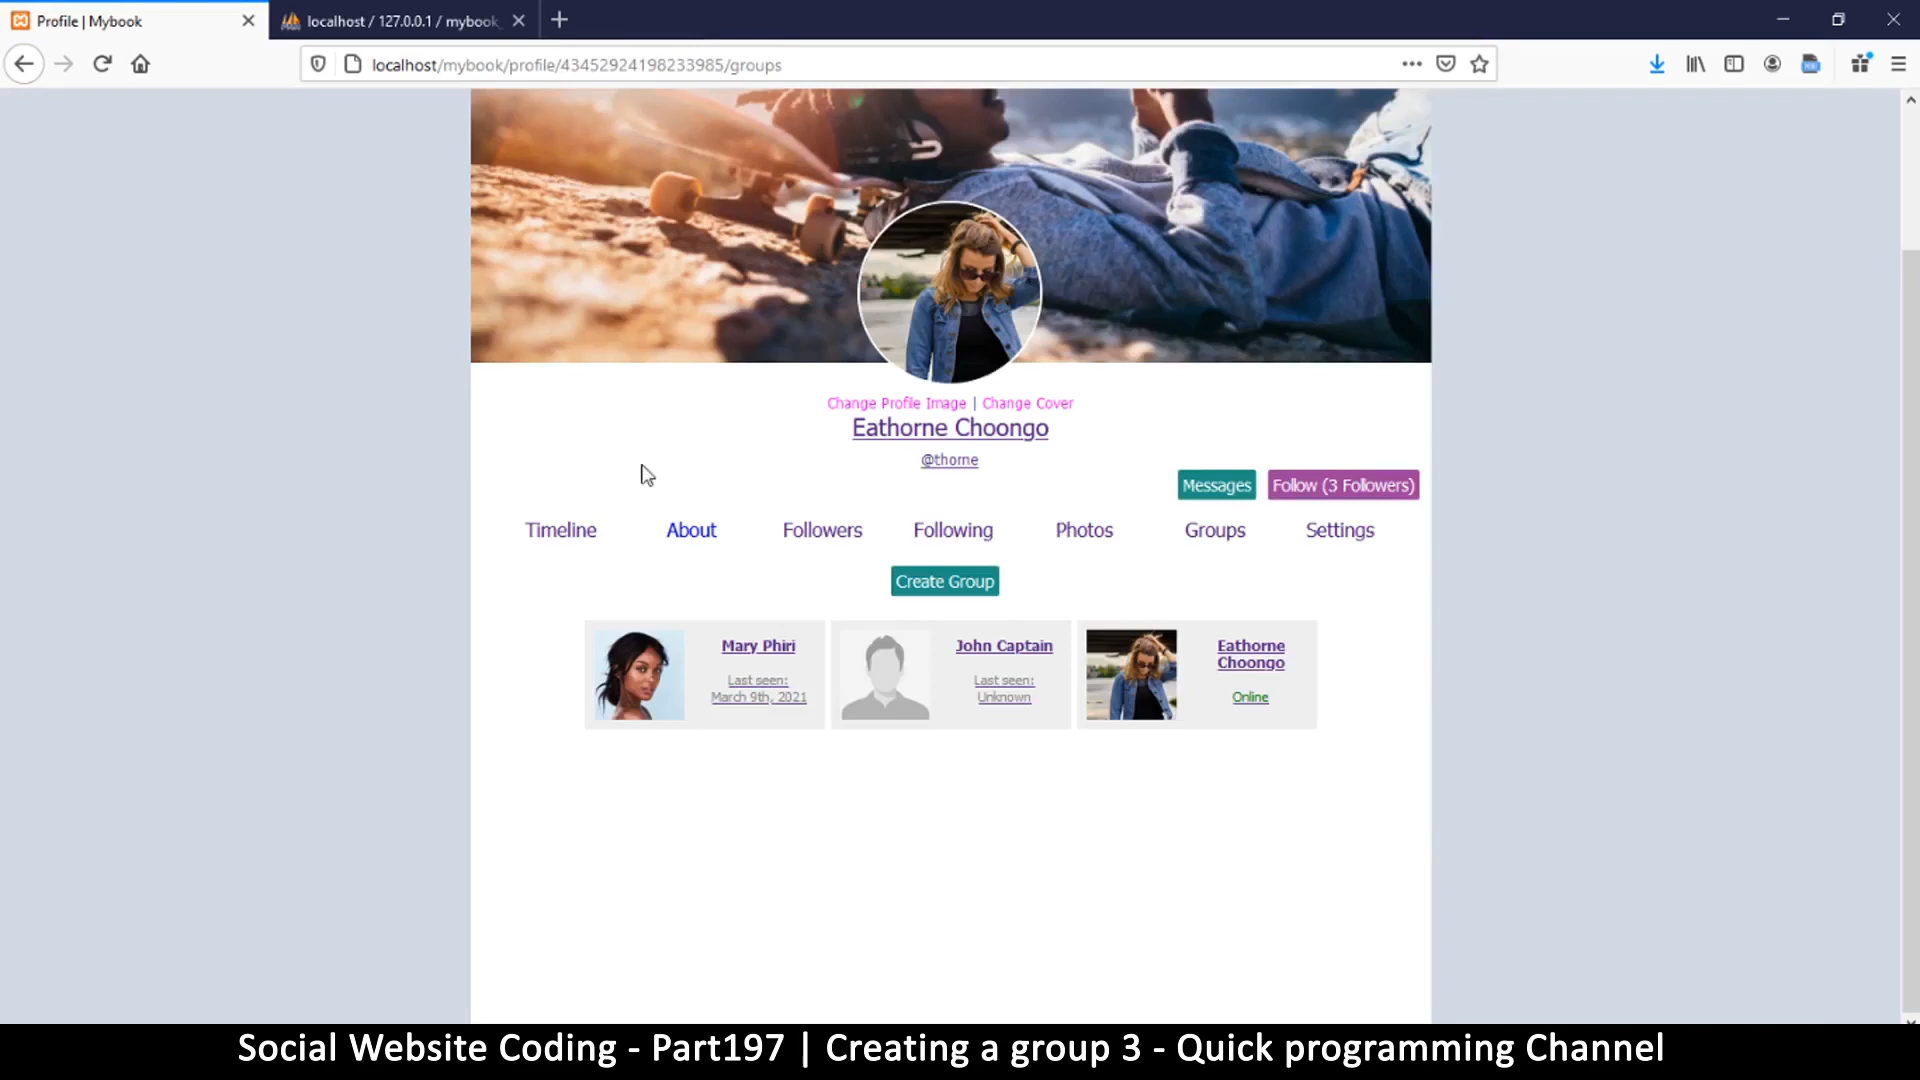 Profile | Mybook
localhost / 127.0.0.1 / mybook
localhost/mybook/profile/43452924198233985/groups
Change Profile Image | Change Cover
Eathorne Choongo
@thorne
Messages
Follow (3 Followers)
Timeline
About
Followers
Following
Photos
Groups
Settings
Create Group
Mary Phiri
Last seen:
March 9th, 2021
John Captain
Last seen:
Unknown
Eathorne
Choongo
Online
Social Website Coding - Part197 | Creating a group 3 - Quick programming Channel